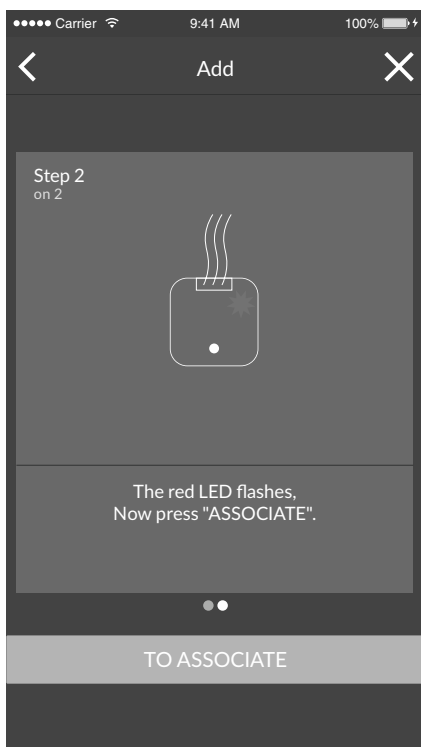 Carrier 9:41 AM 100%
Add
Step 2
on 2
The red LED flashes,
Now press "ASSOCIATE".
TO ASSOCIATE